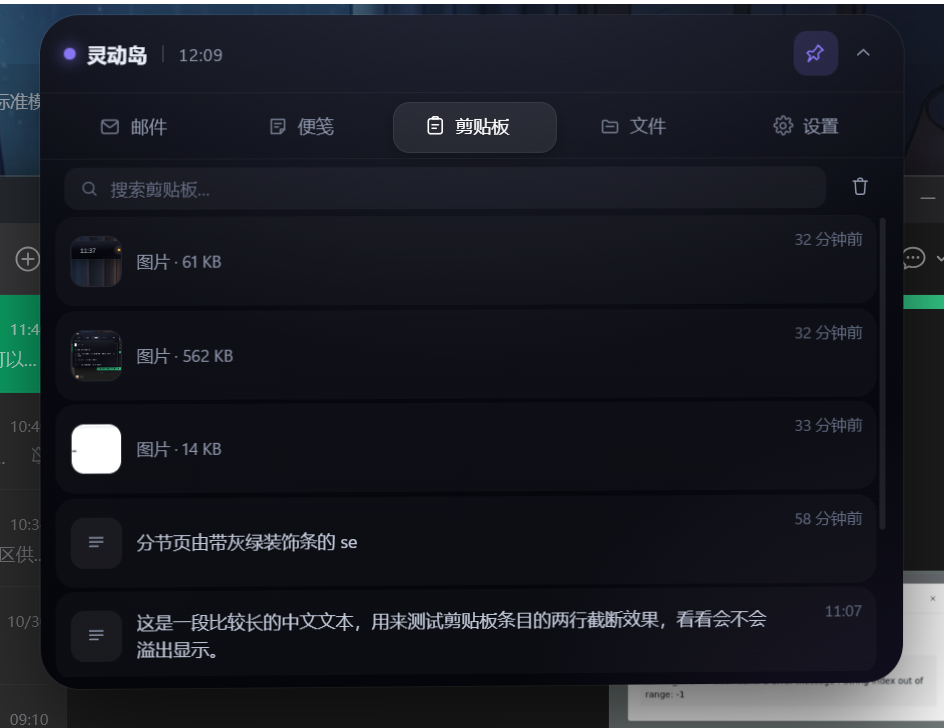 灵动岛 12:09
标准模
邮件 便笺 剪贴板 文件 设置
搜索剪贴板...
32 分钟前
11:37
图片 · 61 KB
11:4
可以...
32 分钟前
图片 · 562 KB
10:4
33 分钟前
图片 · 14 KB
10:3
区供..
58 分钟前
分节页由带灰绿装饰条的 se
10/3
11:07
这是一段比较长的中文文本，用来测试剪贴板条目的两行截断效果，看看会不会
溢出显示。
index out of
range: -1
09:10